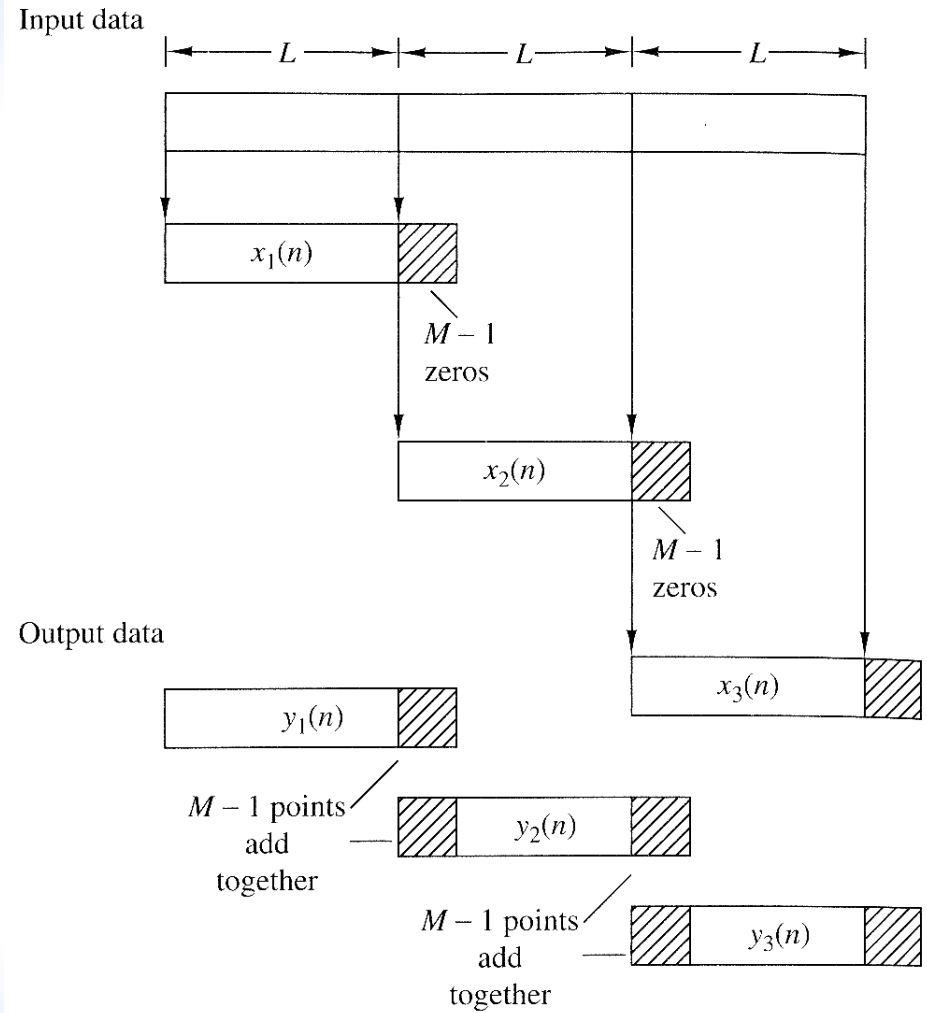 Input data
L L L
x₁(n)
M – 1
zeros
x₂(n)
M – 1
zeros
Output data
x₃(n)
y₁(n)
M – 1 points
add
together
y₂(n)
M – 1 points
add
together
y₃(n)